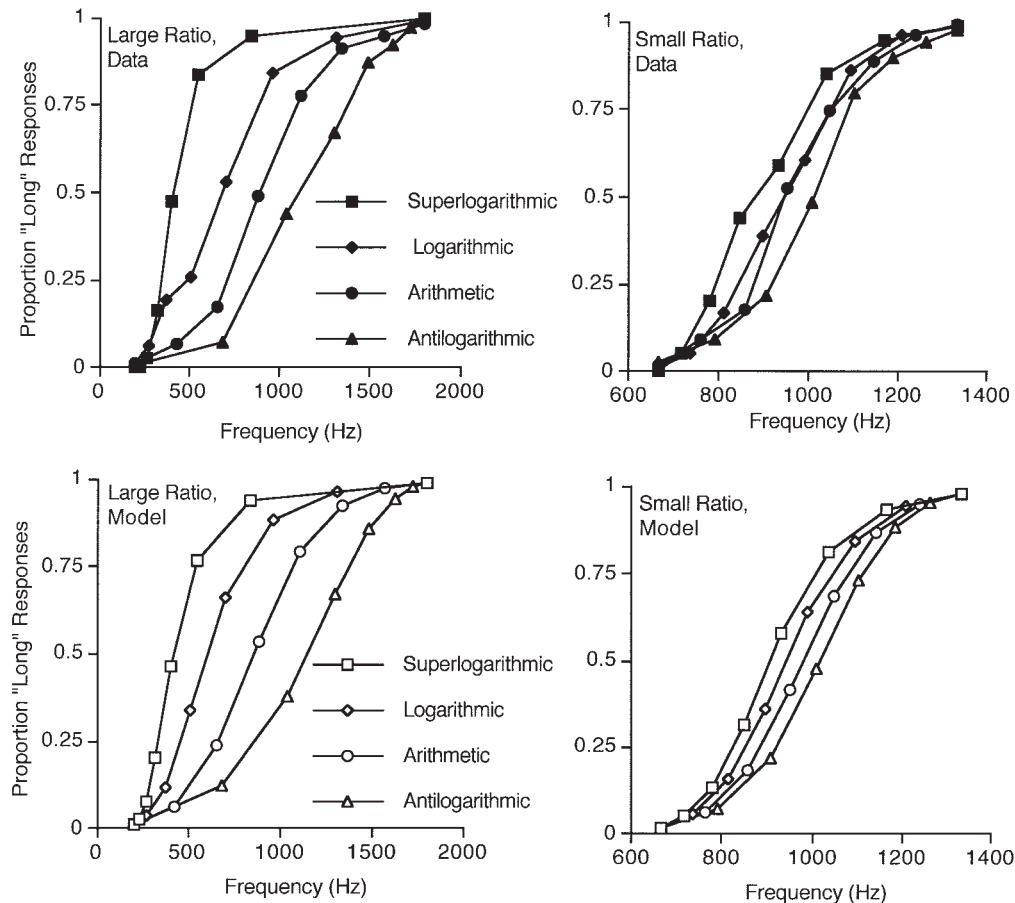 Large Ratio,
Data
Proportion "Long" Responses
1
0.75
0.5
0.25
0
Superlogarithmic
Logarithmic
Arithmetic
Antilogarithmic
0 500 1000 1500 2000
Frequency (Hz)
Small Ratio,
Data
1
0.75
0.5
0.25
0
600 800 1000 1200 1400
Frequency (Hz)
Large Ratio,
Model
Proportion "Long" Responses
1
0.75
0.5
0.25
0
Superlogarithmic
Logarithmic
Arithmetic
Antilogarithmic
0 500 1000 1500 2000
Frequency (Hz)
Small Ratio,
Model
1
0.75
0.5
0.25
0
600 800 1000 1200 1400
Frequency (Hz)